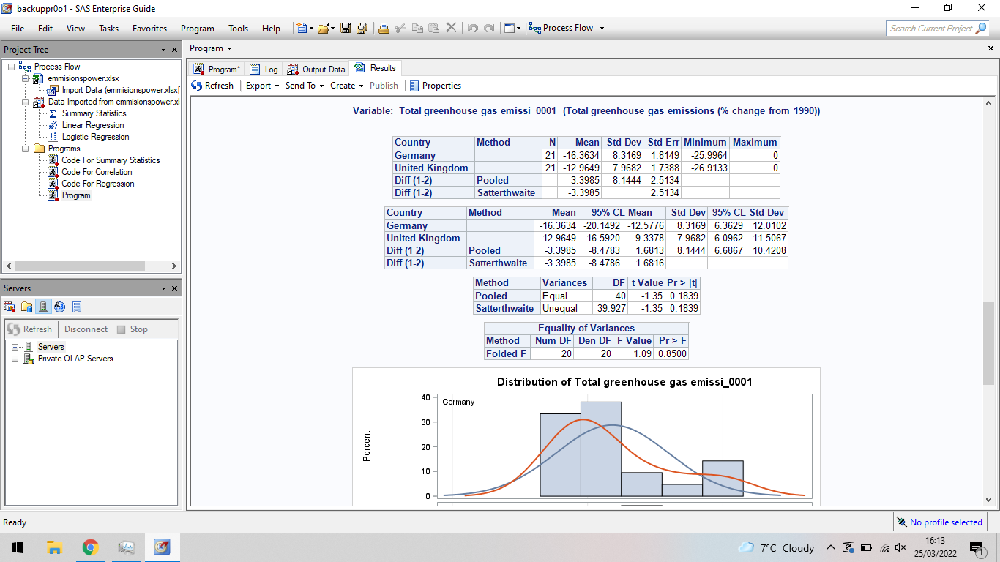 backuppr0o1 - SAS Enterprise Guide
File Edit View Tasks Favorites Program Tools Help Process Flow Search Current Project
Project Tree
Process Flow
emmisionspower.xlsx
Import Data (emmisionspower.xlsx[
Data Imported from emmisionspower.xl
Summary Statistics
Linear Regression
Logistic Regression
Programs
Code For Summary Statistics
Code For Correlation
Code For Regression
Program
Servers
Refresh Disconnect Stop
Servers
Private OLAP Servers
Program
Program* Log Output Data Results
Refresh Export Send To Create Publish Properties
Variable: Total greenhouse gas emissi_0001 (Total greenhouse gas emissions (% change from 1990))
Country Method N Mean Std Dev Std Err Minimum Maximum
Germany 21 -16.3634 8.3169 1.8149 -25.9964 0
United Kingdom 21 -12.9649 7.9682 1.7388 -26.9133 0
Diff (1-2) Pooled -3.3985 8.1444 2.5134
Diff (1-2) Satterthwaite -3.3985 2.5134
Country Method Mean 95% CL Mean Std Dev 95% CL Std Dev
Germany -16.3634 -20.1492 -12.5776 8.3169 6.3629 12.0102
United Kingdom -12.9649 -16.5920 -9.3378 7.9682 6.0962 11.5067
Diff (1-2) Pooled -3.3985 -8.4783 1.6813 8.1444 6.6867 10.4208
Diff (1-2) Satterthwaite -3.3985 -8.4786 1.6816
Method Variances DF t Value Pr > |t|
Pooled Equal 40 -1.35 0.1839
Satterthwaite Unequal 39.927 -1.35 0.1839
Equality of Variances
Method Num DF Den DF F Value Pr > F
Folded F 20 20 1.09 0.8500
Distribution of Total greenhouse gas emissi_0001
Germany
Percent
40
30
20
10
0
Ready
No profile selected
7°C Cloudy
16:13
25/03/2022
1